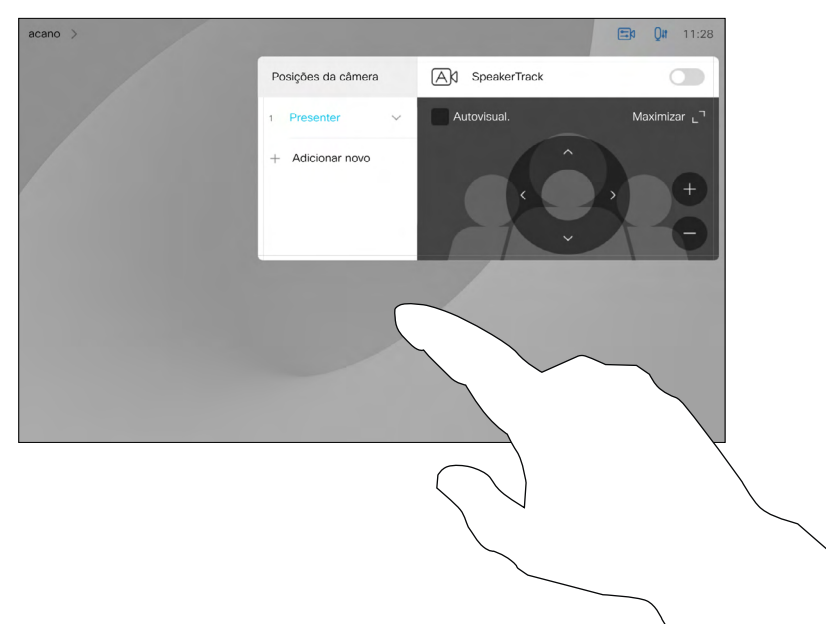 acano >
11:28
Posições da câmera
A SpeakerTrack
1 Presenter
Autovisual. Maximizar
+ Adicionar novo